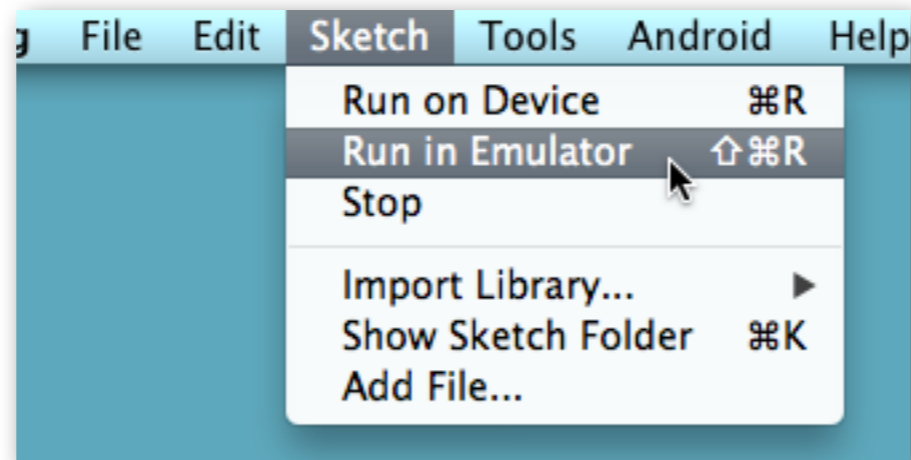 g File Edit Sketch Tools Android Help
Run on Device ⌘R
Run in Emulator ⇧⌘R
Stop
Import Library... ▶
Show Sketch Folder ⌘K
Add File...